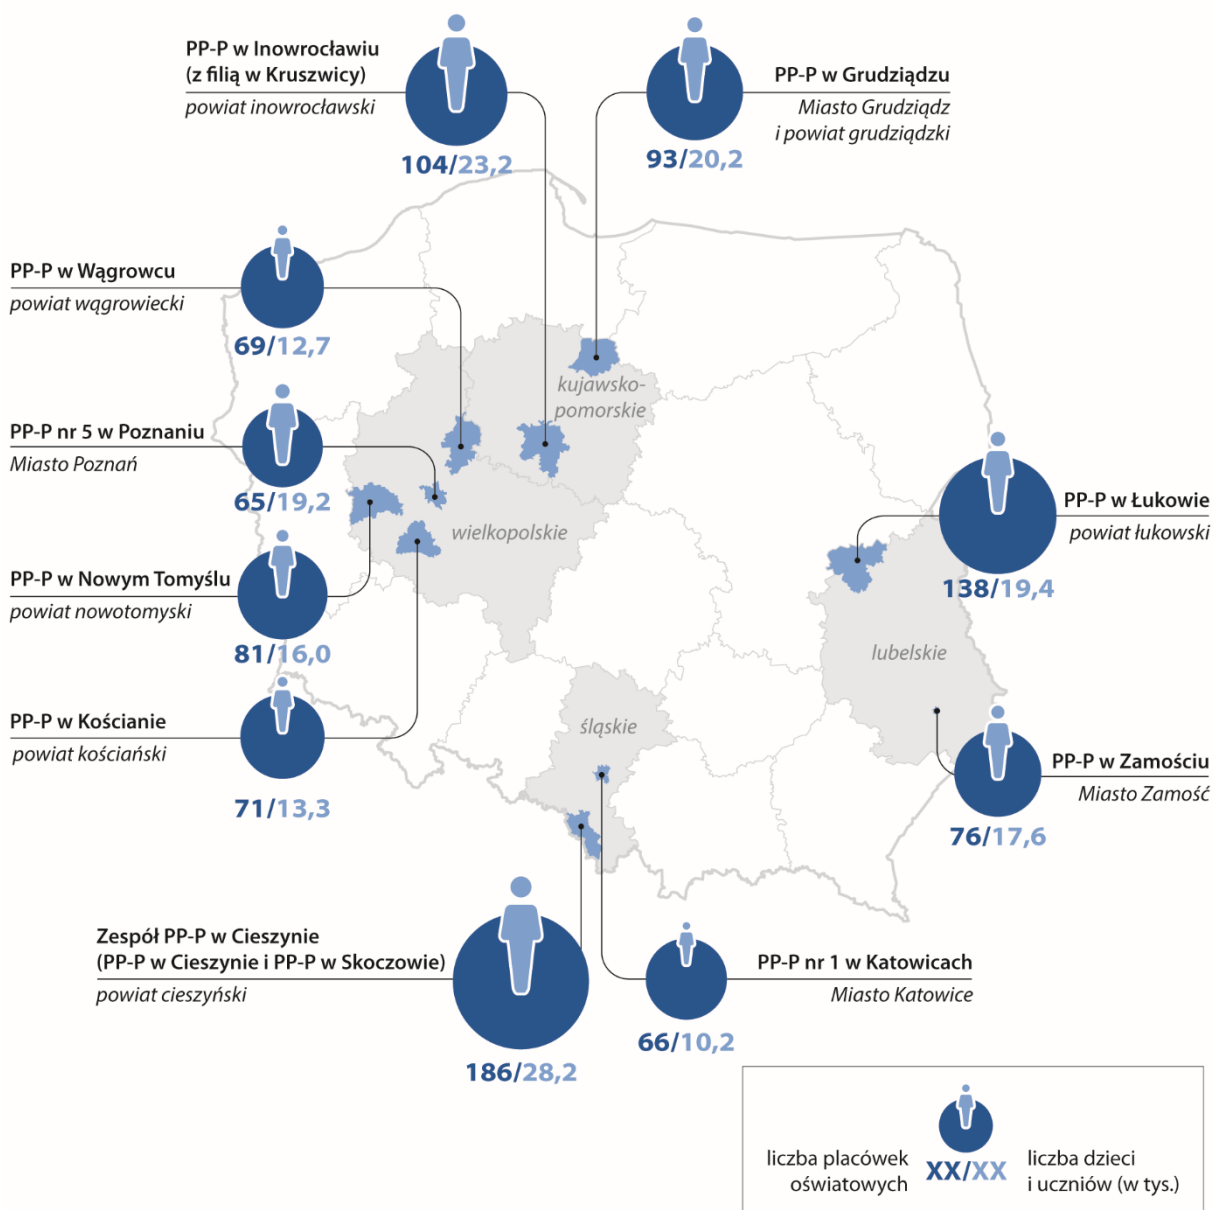 PP-P w Inowrocławiu
(z filią w Kruszwicy)
powiat inowrocławski
104/23,2
PP-P w Grudziądzu
Miasto Grudziądz
i powiat grudziądzki
93/20,2
PP-P w Wągrowcu
powiat wągrowiecki
69/12,7
kujawsko-
pomorskie
PP-P nr 5 w Poznaniu
Miasto Poznań
65/19,2
wielkopolskie
PP-P w Łukowie
powiat łukowski
138/19,4
PP-P w Nowym Tomyślu
powiat nowotomyski
81/16,0
lubelskie
PP-P w Kościanie
powiat kościański
71/13,3
śląskie
PP-P w Zamościu
Miasto Zamość
76/17,6
Zespół PP-P w Cieszynie
(PP-P w Cieszynie i PP-P w Skoczowie)
powiat cieszyński
186/28,2
PP-P nr 1 w Katowicach
Miasto Katowice
66/10,2
liczba placówek
oświatowych
XX/XX
liczba dzieci
i uczniów (w tys.)